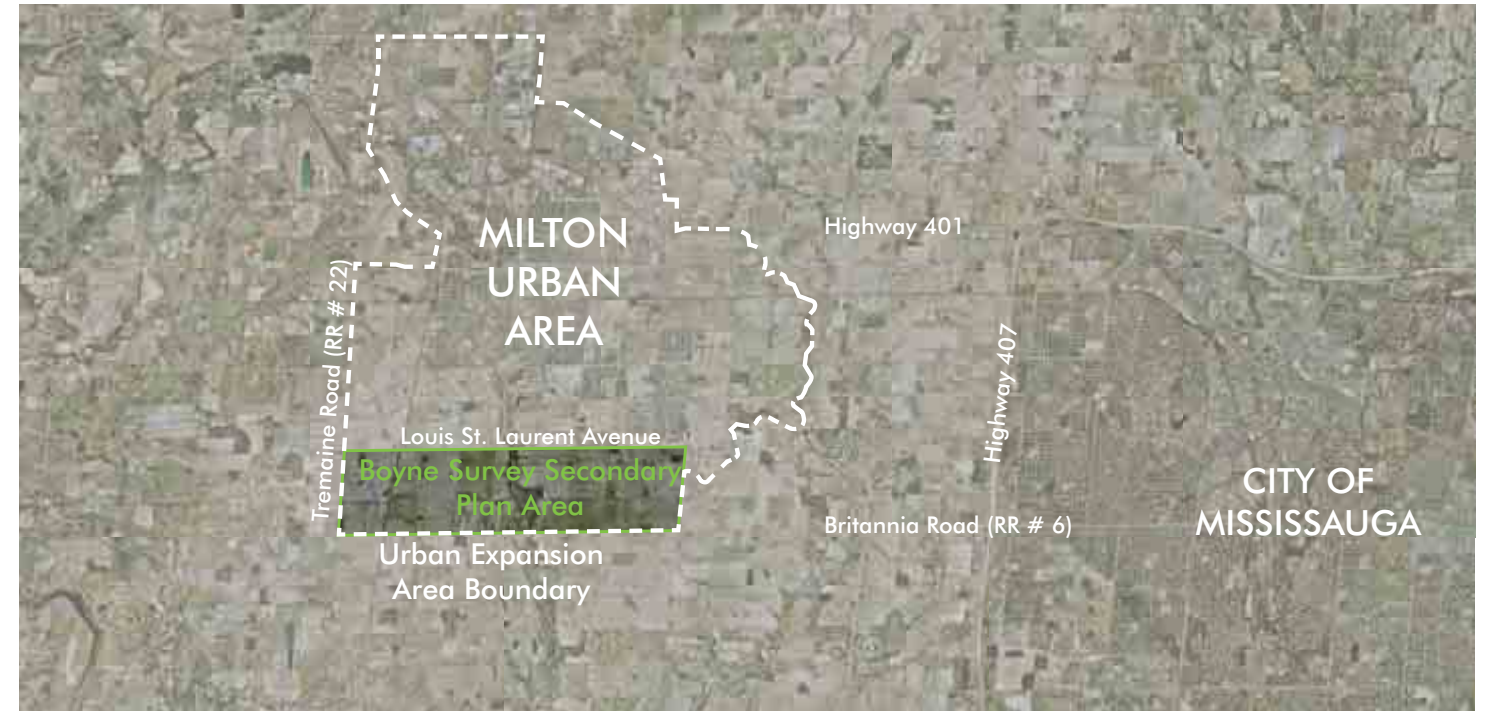 MILTON
URBAN
AREA
Highway 401
Tremaine Road (RR # 22)
Highway 407
Louis St. Laurent Avenue
Boyne Survey Secondary
Plan Area
CITY OF
MISSISSAUGA
Britannia Road (RR # 6)
Urban Expansion
Area Boundary